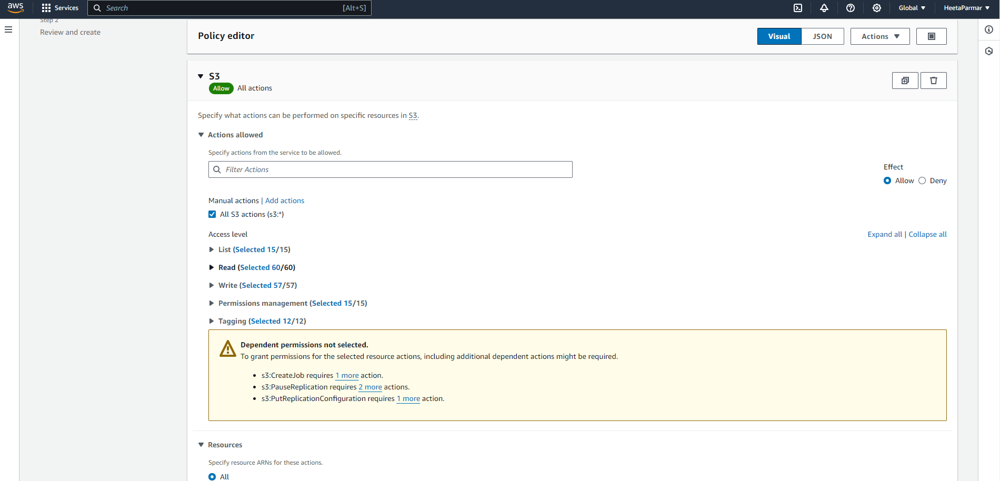 aws
Services
Search
[Alt+S]
Global
HeetaParmar
Step 2
Review and create
Policy editor
Visual
JSON
Actions
S3
Allow
All actions
Specify what actions can be performed on specific resources in S3.
Actions allowed
Specify actions from the service to be allowed.
Filter Actions
Effect
Allow
Deny
Manual actions | Add actions
All S3 actions (s3:*)
Access level
Expand all | Collapse all
List (Selected 15/15)
Read (Selected 60/60)
Write (Selected 57/57)
Permissions management (Selected 15/15)
Tagging (Selected 12/12)
Dependent permissions not selected.
To grant permissions for the selected resource actions, including additional dependent actions might be required.
• s3:CreateJob requires 1 more action.
• s3:PauseReplication requires 2 more actions.
• s3:PutReplicationConfiguration requires 1 more action.
Resources
Specify resource ARNs for these actions.
All